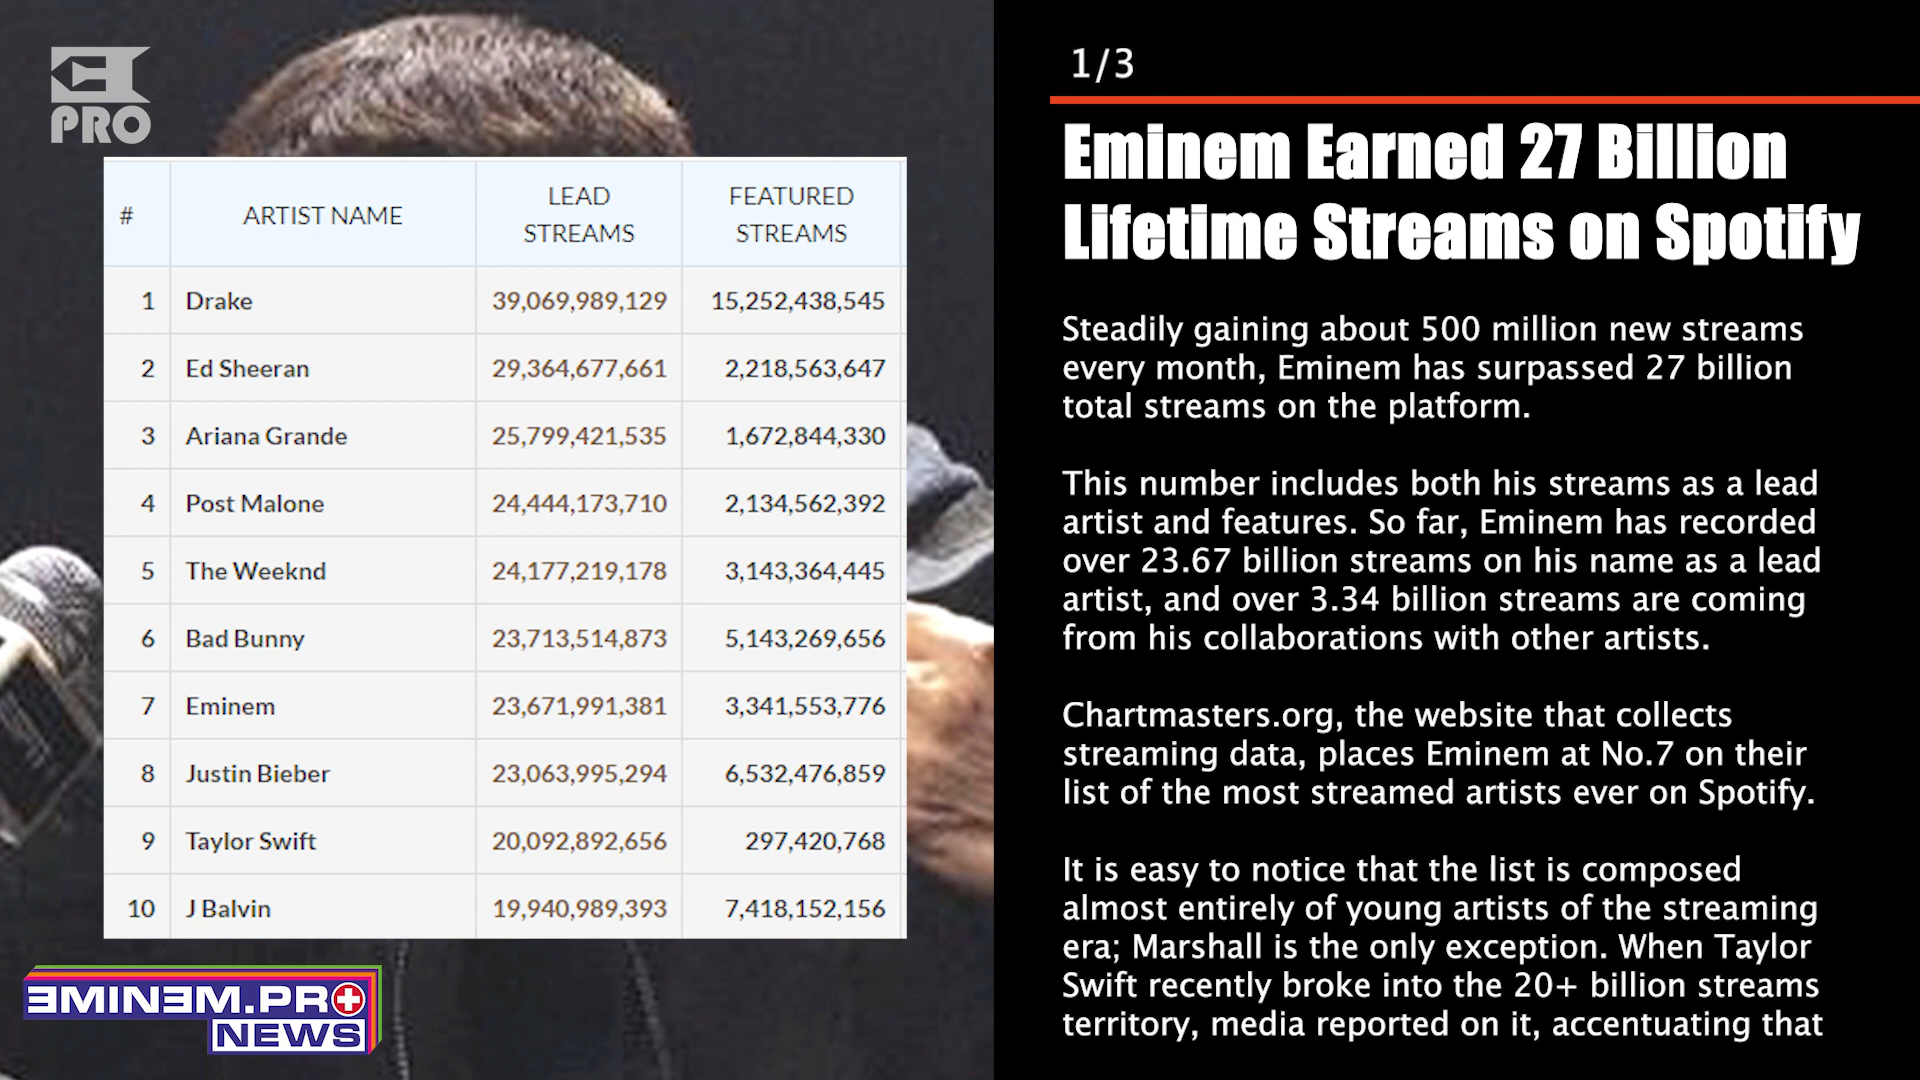 PRO
# ARTIST NAME LEAD STREAMS FEATURED STREAMS
1 Drake 39,069,989,129 15,252,438,545
2 Ed Sheeran 29,364,677,661 2,218,563,647
3 Ariana Grande 25,799,421,535 1,672,844,330
4 Post Malone 24,444,173,710 2,134,562,392
5 The Weeknd 24,177,219,178 3,143,364,445
6 Bad Bunny 23,713,514,873 5,143,269,656
7 Eminem 23,671,991,381 3,341,553,776
8 Justin Bieber 23,063,995,294 6,532,476,859
9 Taylor Swift 20,092,892,656 297,420,768
10 J Balvin 19,940,989,393 7,418,152,156
EMINEM.PRO
NEWS
1/3
Eminem Earned 27 Billion
Lifetime Streams on Spotify
Steadily gaining about 500 million new streams
every month, Eminem has surpassed 27 billion
total streams on the platform.
This number includes both his streams as a lead
artist and features. So far, Eminem has recorded
over 23.67 billion streams on his name as a lead
artist, and over 3.34 billion streams are coming
from his collaborations with other artists.
Chartmasters.org, the website that collects
streaming data, places Eminem at No.7 on their
list of the most streamed artists ever on Spotify.
It is easy to notice that the list is composed
almost entirely of young artists of the streaming
era; Marshall is the only exception. When Taylor
Swift recently broke into the 20+ billion streams
territory, media reported on it, accentuating that